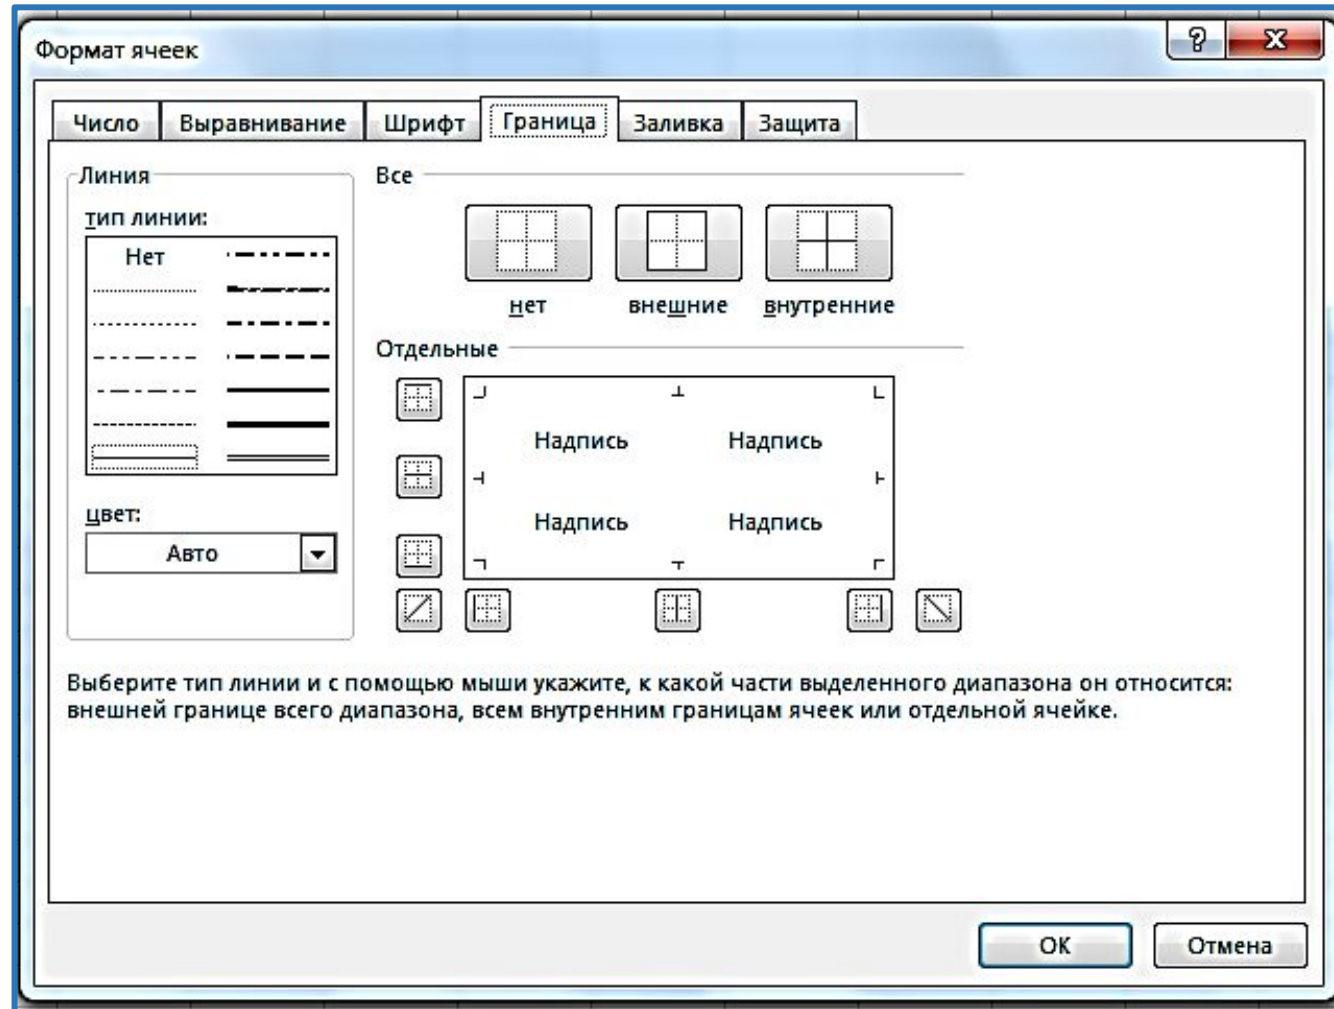 Формат ячеек
?
X
Число Выравнивание Шрифт Граница Заливка Защита
Линия
тип линии:
Нет
цвет:
Авто
Все
нет внешние внутренние
Отдельные
Надпись Надпись
Надпись Надпись
Выберите тип линии и с помощью мыши укажите, к какой части выделенного диапазона он относится:
внешней границе всего диапазона, всем внутренним границам ячеек или отдельной ячейке.
ОК Отмена